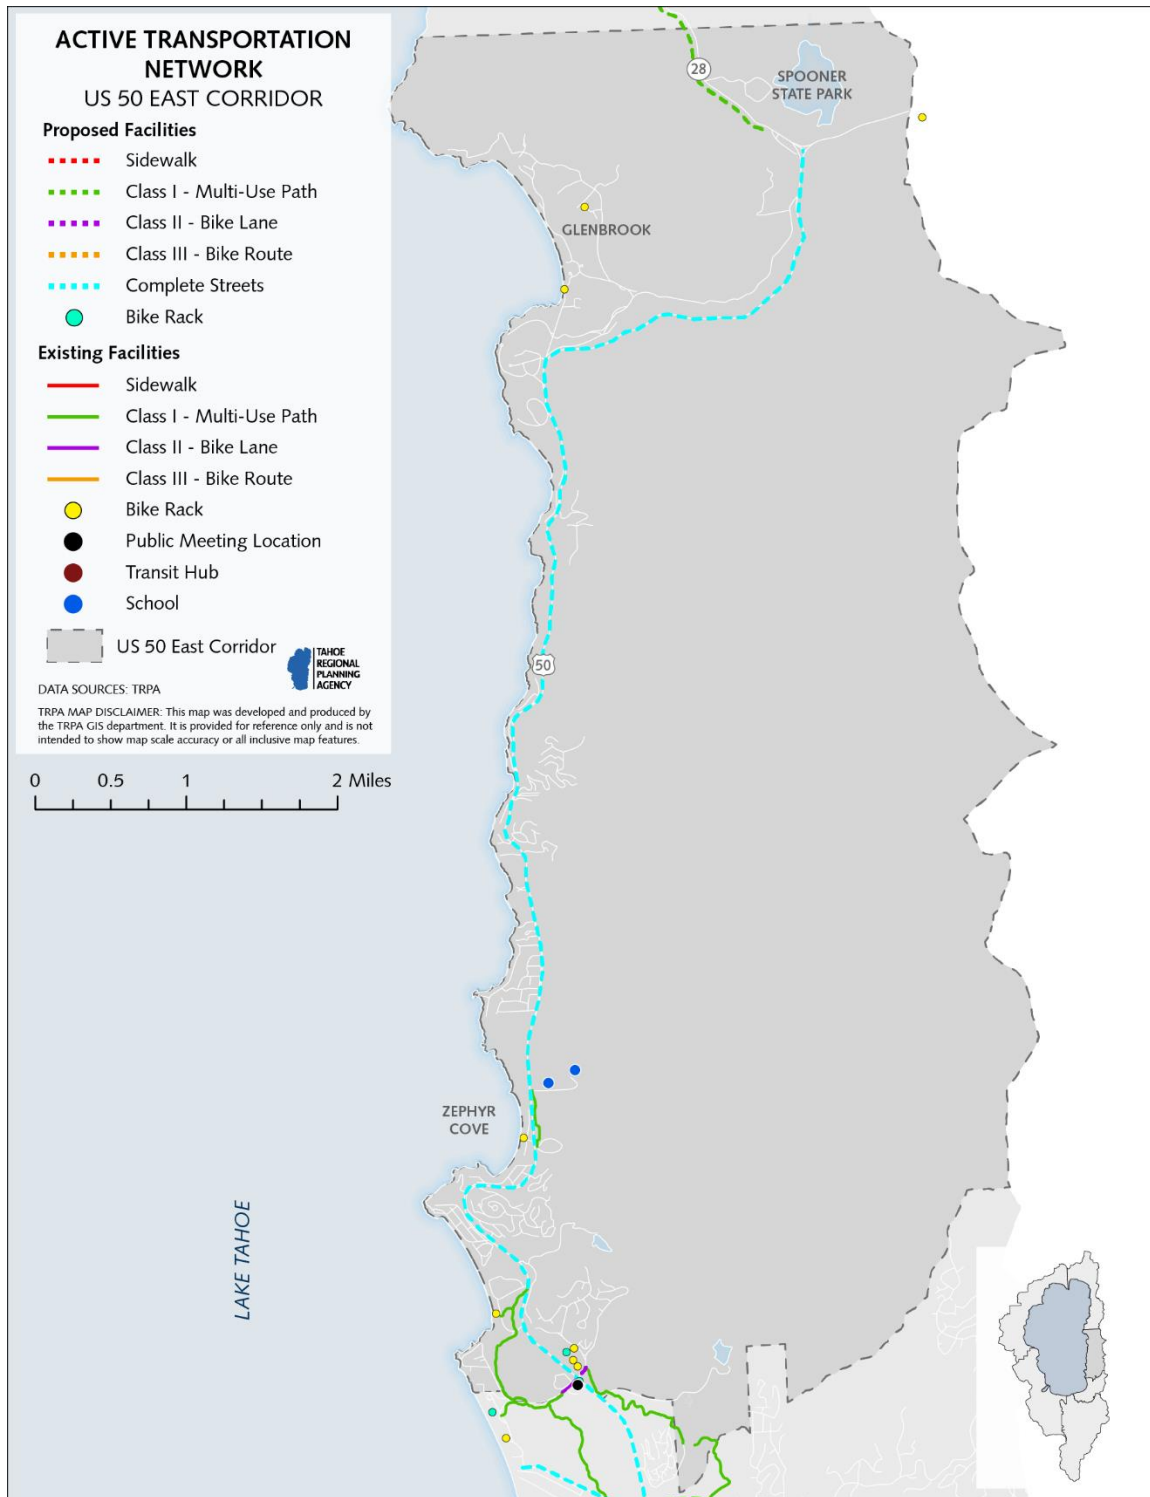 ACTIVE TRANSPORTATION
NETWORK
US 50 EAST CORRIDOR
Proposed Facilities
Sidewalk
Class I - Multi-Use Path
Class II - Bike Lane
Class III - Bike Route
Complete Streets
Bike Rack
Existing Facilities
Sidewalk
Class I - Multi-Use Path
Class II - Bike Lane
Class III - Bike Route
Bike Rack
Public Meeting Location
Transit Hub
School
US 50 East Corridor
TAHOE
REGIONAL
PLANNING
AGENCY
DATA SOURCES: TRPA
TRPA MAP DISCLAIMER: This map was developed and produced by
the TRPA GIS department. It is provided for reference only and is not
intended to show map scale accuracy or all inclusive map features.
0 0.5 1 2 Miles
28
SPOONER
STATE PARK
GLENBROOK
50
ZEPHYR
COVE
LAKE TAHOE